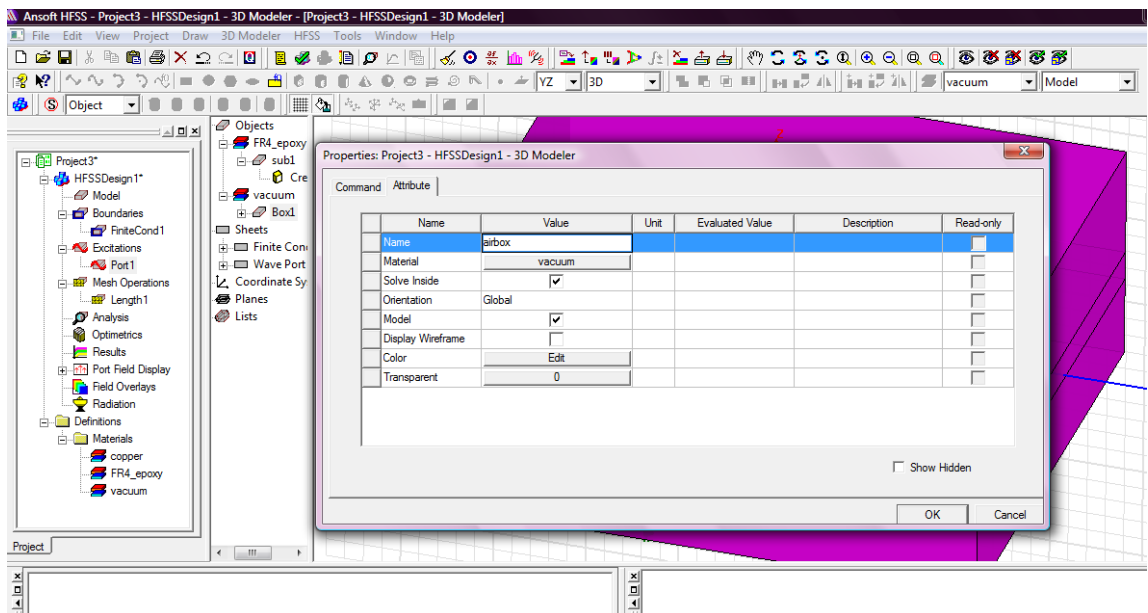 Ansoft HFSS - Project3 - HFSSDesign1 - 3D Modeler - [Project3 - HFSSDesign1 - 3D Modeler]
File Edit View Project Draw 3D Modeler HFSS Tools Window Help
YZ 3D vacuum Model
Object
Project3*
HFSSDesign1*
Model
Boundaries
FiniteCond1
Excitations
Port1
Mesh Operations
Length1
Analysis
Optimetrics
Results
Port Field Display
Field Overlays
Radiation
Definitions
Materials
copper
FR4_epoxy
vacuum
Project
Objects
FR4_epoxy
sub1
Cre
vacuum
Box1
Sheets
Finite Con
Wave Port
Coordinate Sy
Planes
Lists
Properties: Project3 - HFSSDesign1 - 3D Modeler
Command Attribute
Name Value Unit Evaluated Value Description Read-only
Name airbox
Material vacuum
Solve Inside
Orientation Global
Model
Display Wireframe
Color Edit
Transparent 0
Show Hidden
OK Cancel